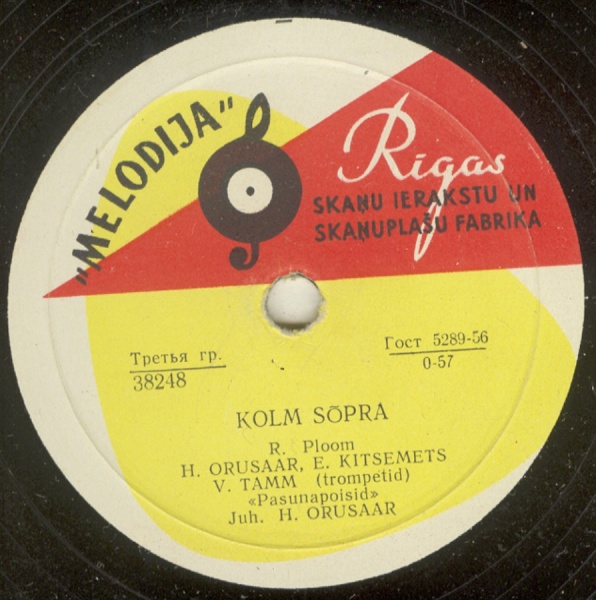 „MELODIJA”
Rīgas
SKAŅU IERAKSTU UN
SKAŅUPLAŠU FABRIKA
Третья гр.
38248
Гост 5289-56
0-57
KOLM SÕPRA
R. Ploom
H. ORUSAAR, E. KITSEMETS
V. TAMM (trompetid)
«Pasunapoisid»
Juh. H. ORUSAAR